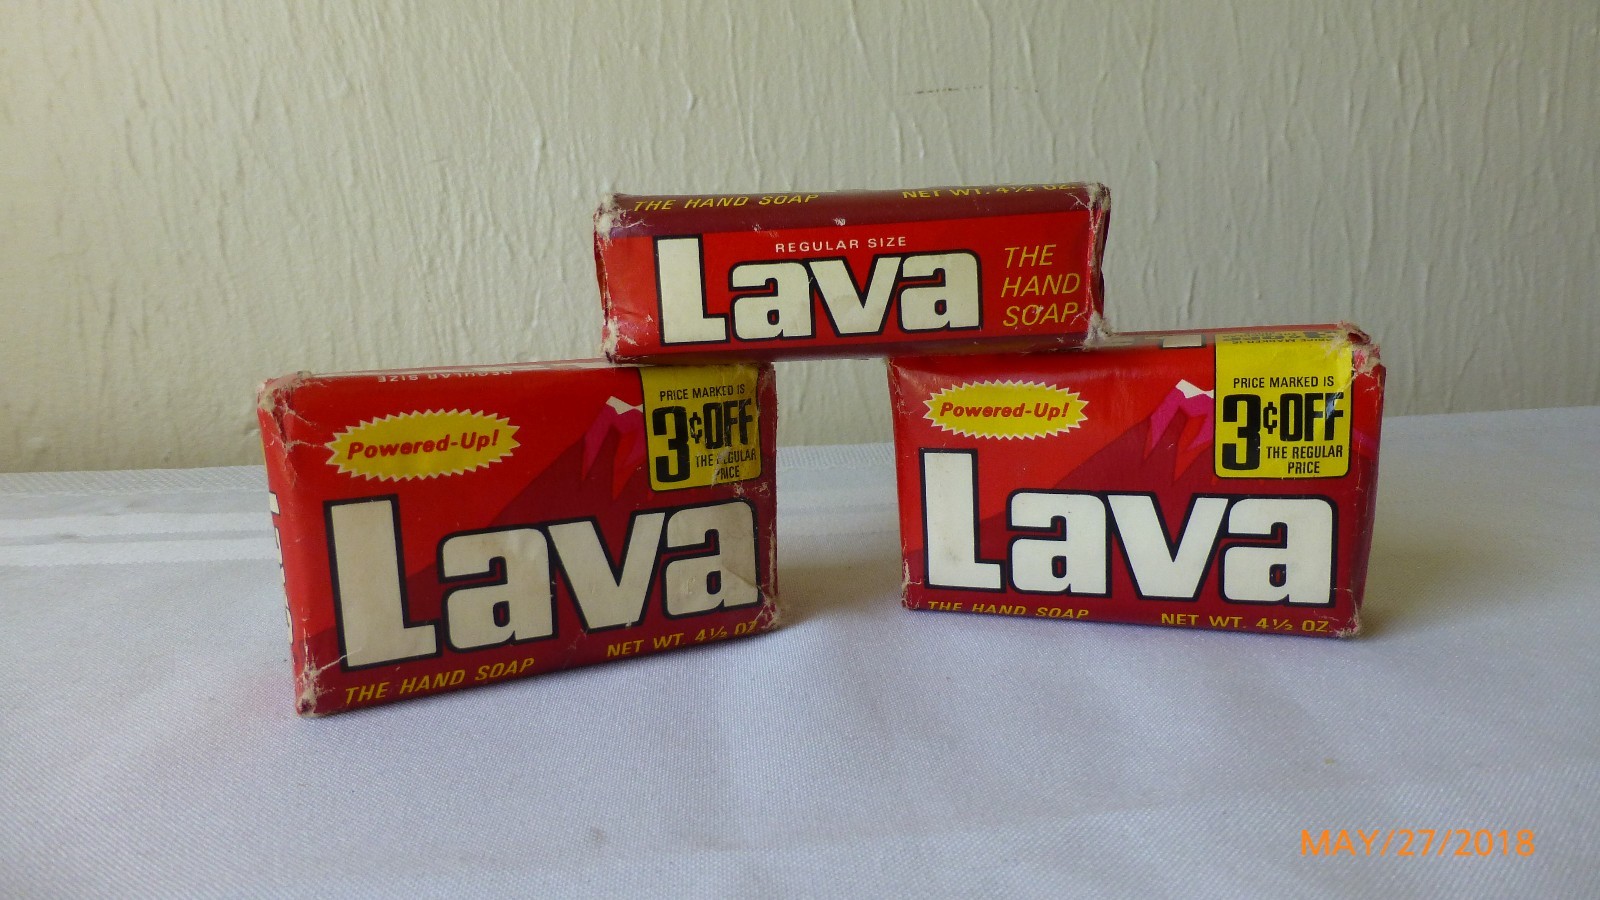 THE HAND SOAP NET WT. 4½ OZ.
REGULAR SIZE
Lava
THE
HAND
SOAP
REGULAR SIZE
Powered-Up!
PRICE MARKED IS
3¢ OFF
THE REGULAR
PRICE
Lava
THE HAND SOAP NET WT. 4½ OZ.
Powered-Up!
PRICE MARKED IS
3¢ OFF
THE REGULAR
PRICE
Lava
THE HAND SOAP NET WT. 4½ OZ.
MAY/27/2018